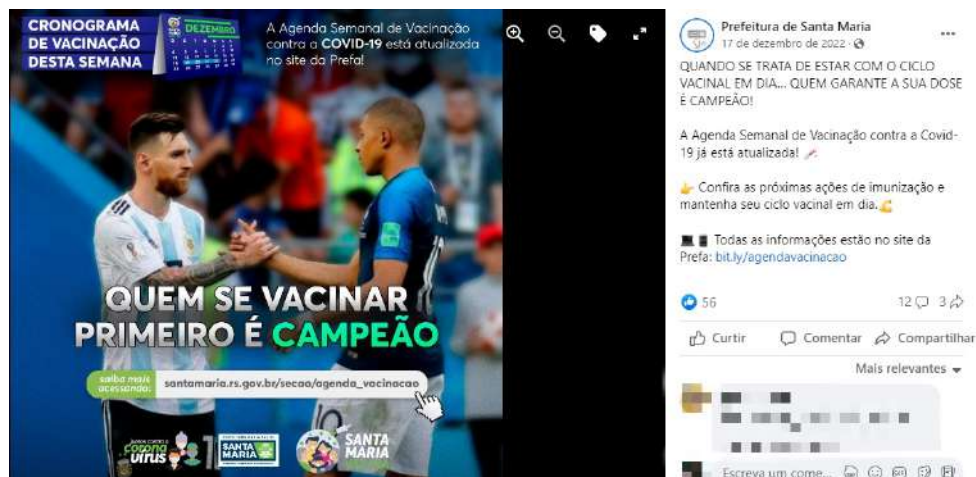 CRONOGRAMA
DE VACINAÇÃO
DESTA SEMANA
DEZEMBRO
A Agenda Semanal de Vacinação
contra a COVID-19 está atualizada
no site da Prefa!
QUEM SE VACINAR
PRIMEIRO É CAMPEÃO
saiba mais
acessando:
santamaria.rs.gov.br/secao/agenda_vacinacao
corona
vírus
SANTA
MARIA
SANTA
MARIA
10
Prefeitura de Santa Maria
17 de dezembro de 2022 ·
QUANDO SE TRATA DE ESTAR COM O CICLO
VACINAL EM DIA... QUEM GARANTE A SUA DOSE
É CAMPEÃO!
A Agenda Semanal de Vacinação contra a Covid-
19 já está atualizada!
Confira as próximas ações de imunização e
mantenha seu ciclo vacinal em dia.
Todas as informações estão no site da
Prefa: bit.ly/agendavacinacao
56
12
3
Curtir
Comentar
Compartilhar
Mais relevantes
Escreva um come...